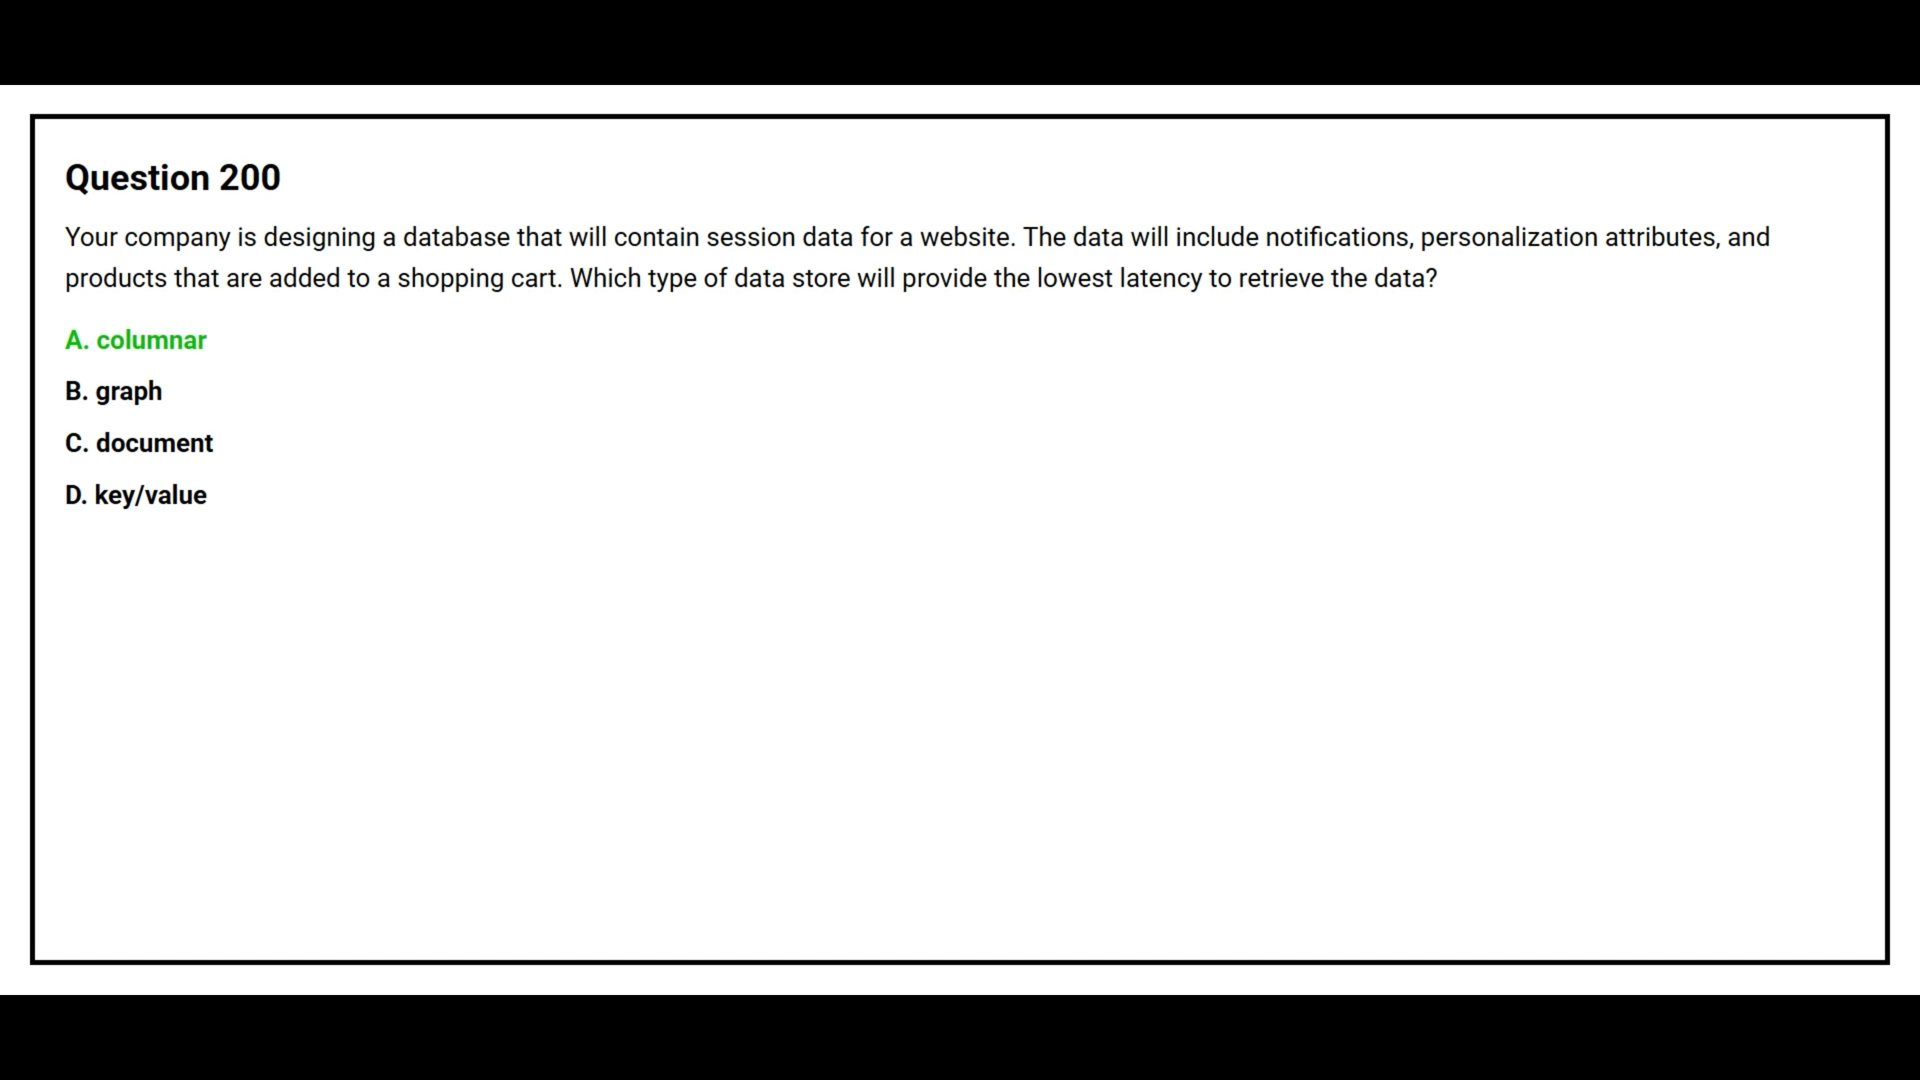 Question 200
Your company is designing a database that will contain session data for a website. The data will include notifications, personalization attributes, and
products that are added to a shopping cart. Which type of data store will provide the lowest latency to retrieve the data?
A. columnar
B. graph
C. document
D. key/value